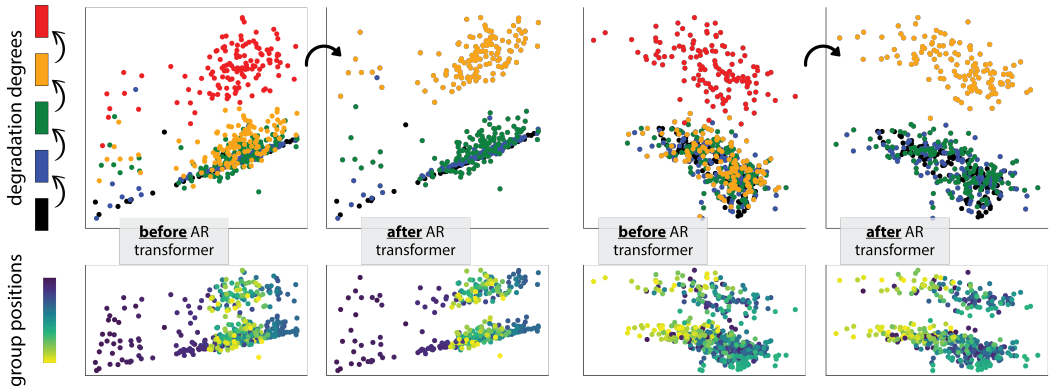 degradation degrees
before AR
transformer
after AR
transformer
before AR
transformer
after AR
transformer
group positions